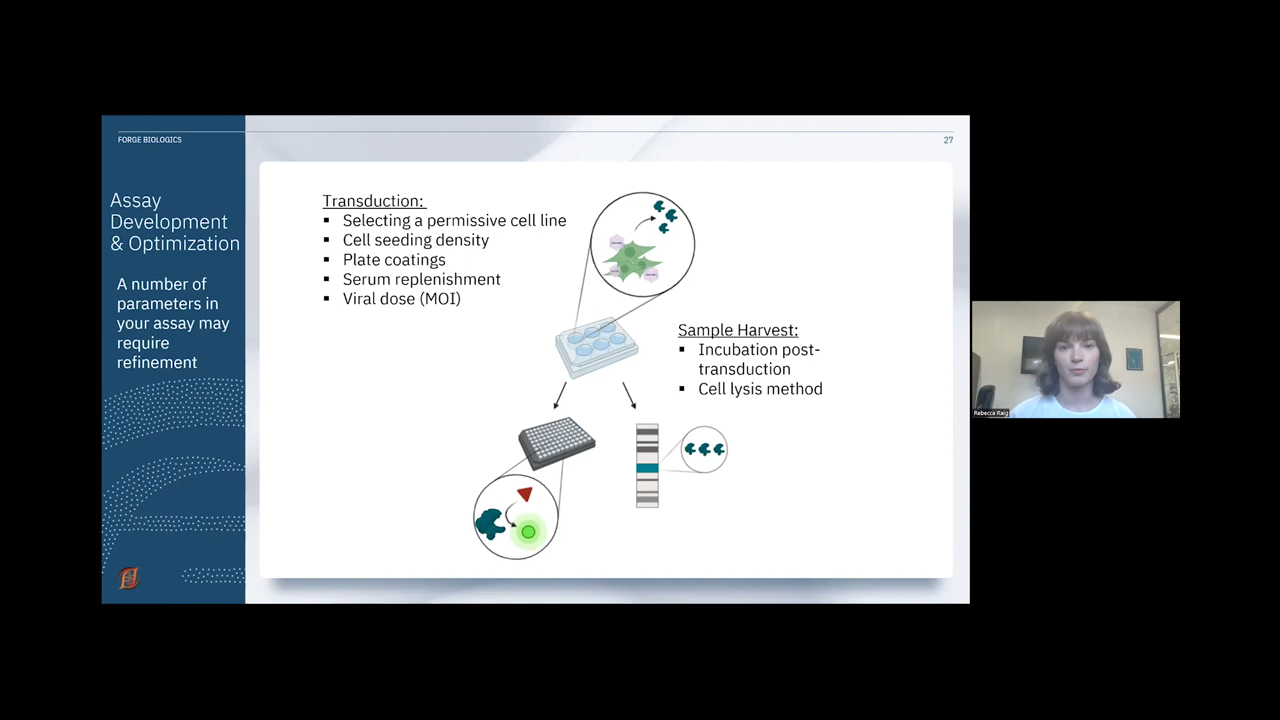 FORGE BIOLOGICS
27
Assay
Development
& Optimization
A number of
parameters in
your assay may
require
refinement
Transduction:
▪ Selecting a permissive cell line
▪ Cell seeding density
▪ Plate coatings
▪ Serum replenishment
▪ Viral dose (MOI)
Sample Harvest:
▪ Incubation post-
transduction
▪ Cell lysis method
Rebecca Raig